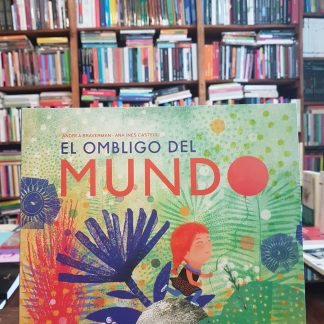 ANDREA BRAVERMAN - ANA INÉS CASTELLI
EL OMBLIGO DEL
MUNDO